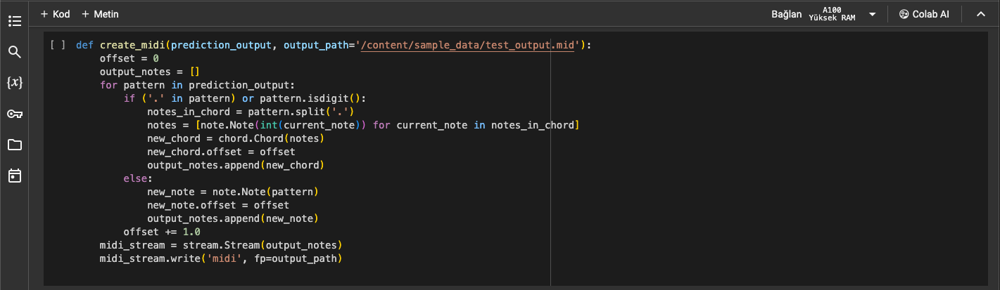 + Kod + Metin
Bağlan A100 Yüksek RAM Colab AI
{x}
[ ] def create_midi(prediction_output, output_path='/content/sample_data/test_output.mid'):
    offset = 0
    output_notes = []
    for pattern in prediction_output:
        if ('.' in pattern) or pattern.isdigit():
            notes_in_chord = pattern.split('.')
            notes = [note.Note(int(current_note)) for current_note in notes_in_chord]
            new_chord = chord.Chord(notes)
            new_chord.offset = offset
            output_notes.append(new_chord)
        else:
            new_note = note.Note(pattern)
            new_note.offset = offset
            output_notes.append(new_note)
        offset += 1.0
    midi_stream = stream.Stream(output_notes)
    midi_stream.write('midi', fp=output_path)